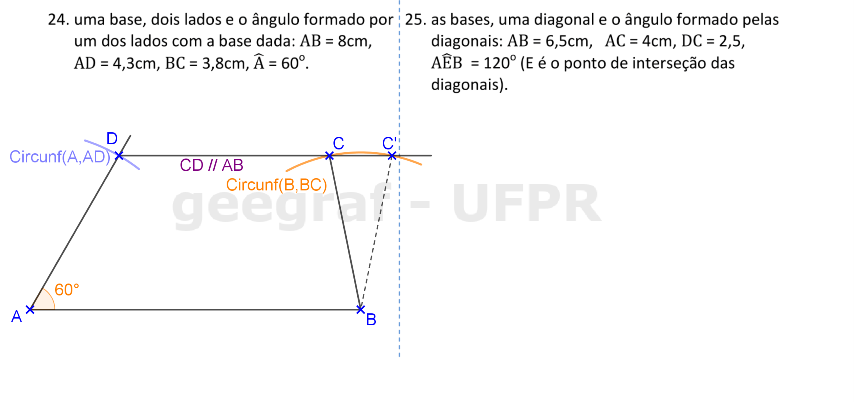 24. uma base, dois lados e o ângulo formado por
um dos lados com a base dada: AB = 8cm,
AD = 4,3cm, BC = 3,8cm, Â = 60°.
25. as bases, uma diagonal e o ângulo formado pelas
diagonais: AB = 6,5cm, AC = 4cm, DC = 2,5,
AÊB = 120° (E é o ponto de interseção das
diagonais).
D
C
C'
Circunf(A,AD)
CD // AB
Circunf(B,BC)
geegraf - UFPR
60°
A
B